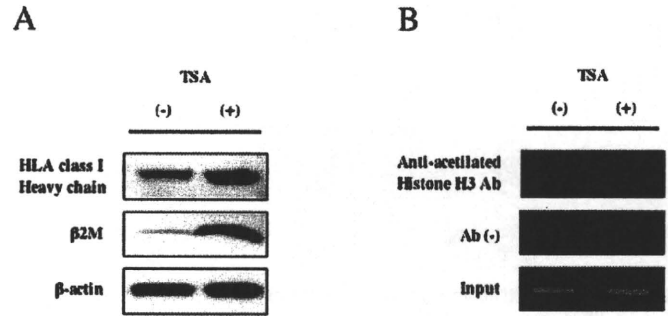 A
TSA
(-) (+)
HLA class I
Heavy chain
β2M
β-actin
B
TSA
(-) (+)
Anti-acetilated
Histone H3 Ab
Ab (-)
Input